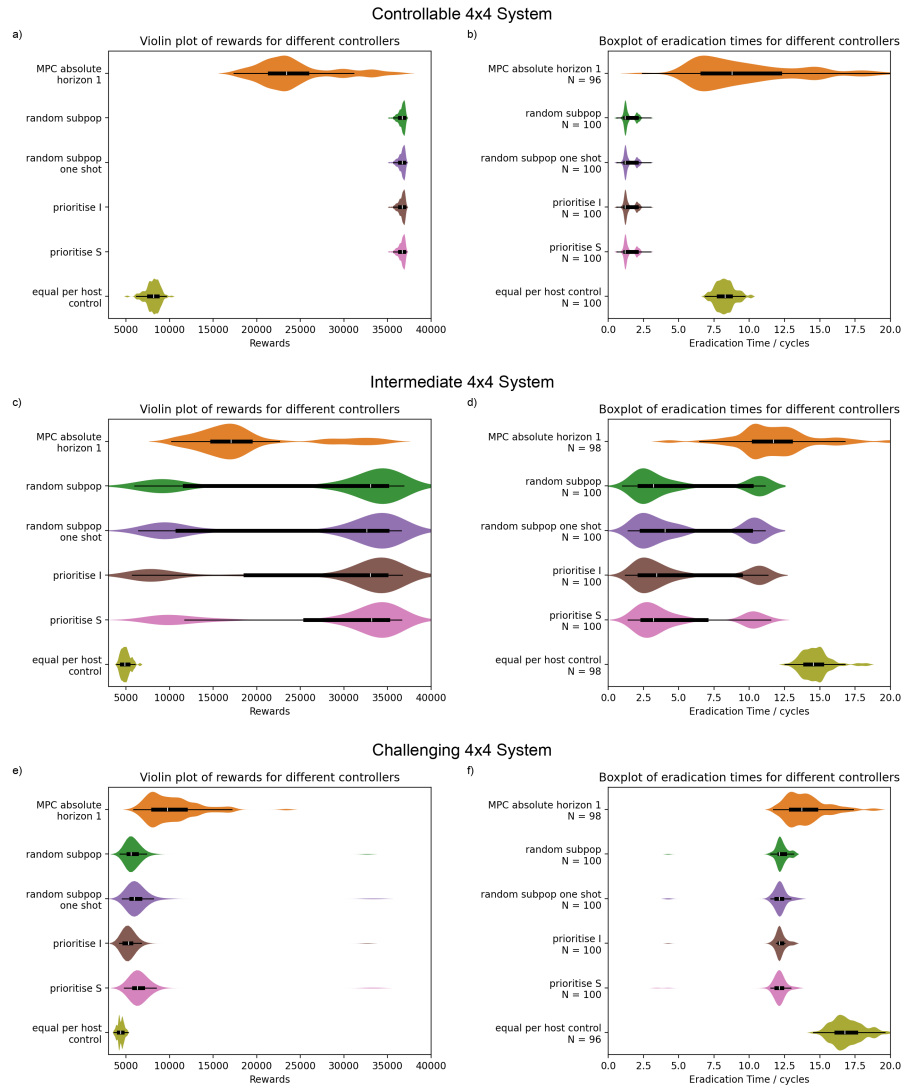 Controllable 4x4 System
a)
Violin plot of rewards for different controllers
MPC absolute
horizon 1
random subpop
random subpop
one shot
prioritise I
prioritise S
equal per host
control
5000 10000 15000 20000 25000 30000 35000 40000
Rewards
b)
Boxplot of eradication times for different controllers
MPC absolute horizon 1
N = 96
random subpop
N = 100
random subpop one shot
N = 100
prioritise I
N = 100
prioritise S
N = 100
equal per host control
N = 100
0.0 2.5 5.0 7.5 10.0 12.5 15.0 17.5 20.0
Eradication Time / cycles
Intermediate 4x4 System
c)
Violin plot of rewards for different controllers
MPC absolute
horizon 1
random subpop
random subpop
one shot
prioritise I
prioritise S
equal per host
control
5000 10000 15000 20000 25000 30000 35000 40000
Rewards
d)
Boxplot of eradication times for different controllers
MPC absolute horizon 1
N = 98
random subpop
N = 100
random subpop one shot
N = 100
prioritise I
N = 100
prioritise S
N = 100
equal per host control
N = 98
0.0 2.5 5.0 7.5 10.0 12.5 15.0 17.5 20.0
Eradication Time / cycles
Challenging 4x4 System
e)
Violin plot of rewards for different controllers
MPC absolute
horizon 1
random subpop
random subpop
one shot
prioritise I
prioritise S
equal per host
control
5000 10000 15000 20000 25000 30000 35000 40000
Rewards
f)
Boxplot of eradication times for different controllers
MPC absolute horizon 1
N = 98
random subpop
N = 100
random subpop one shot
N = 100
prioritise I
N = 100
prioritise S
N = 100
equal per host control
N = 96
0.0 2.5 5.0 7.5 10.0 12.5 15.0 17.5 20.0
Eradication Time / cycles